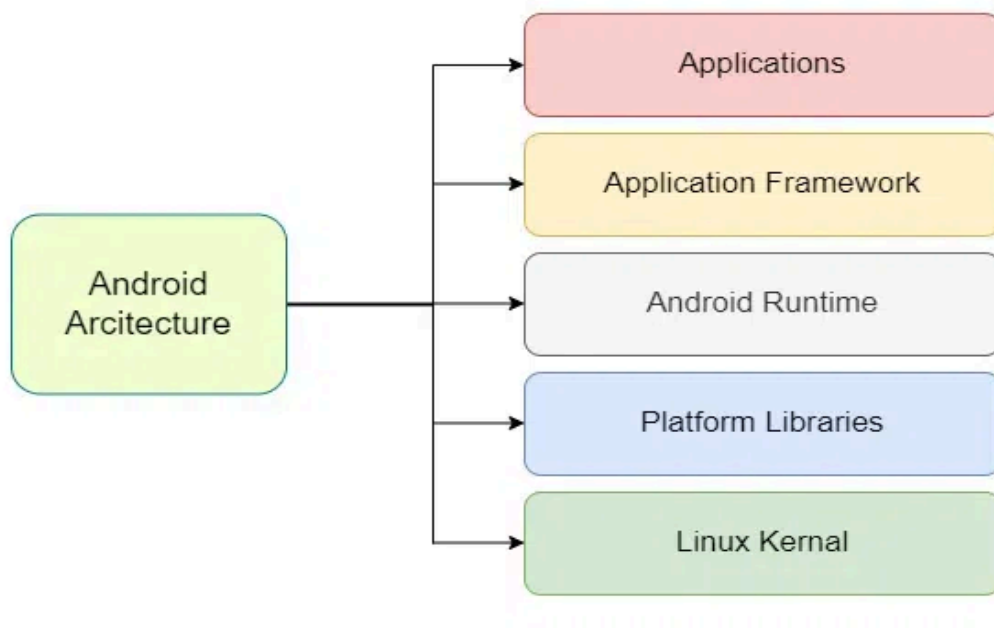 Android
Arcitecture
Applications
Application Framework
Android Runtime
Platform Libraries
Linux Kernal